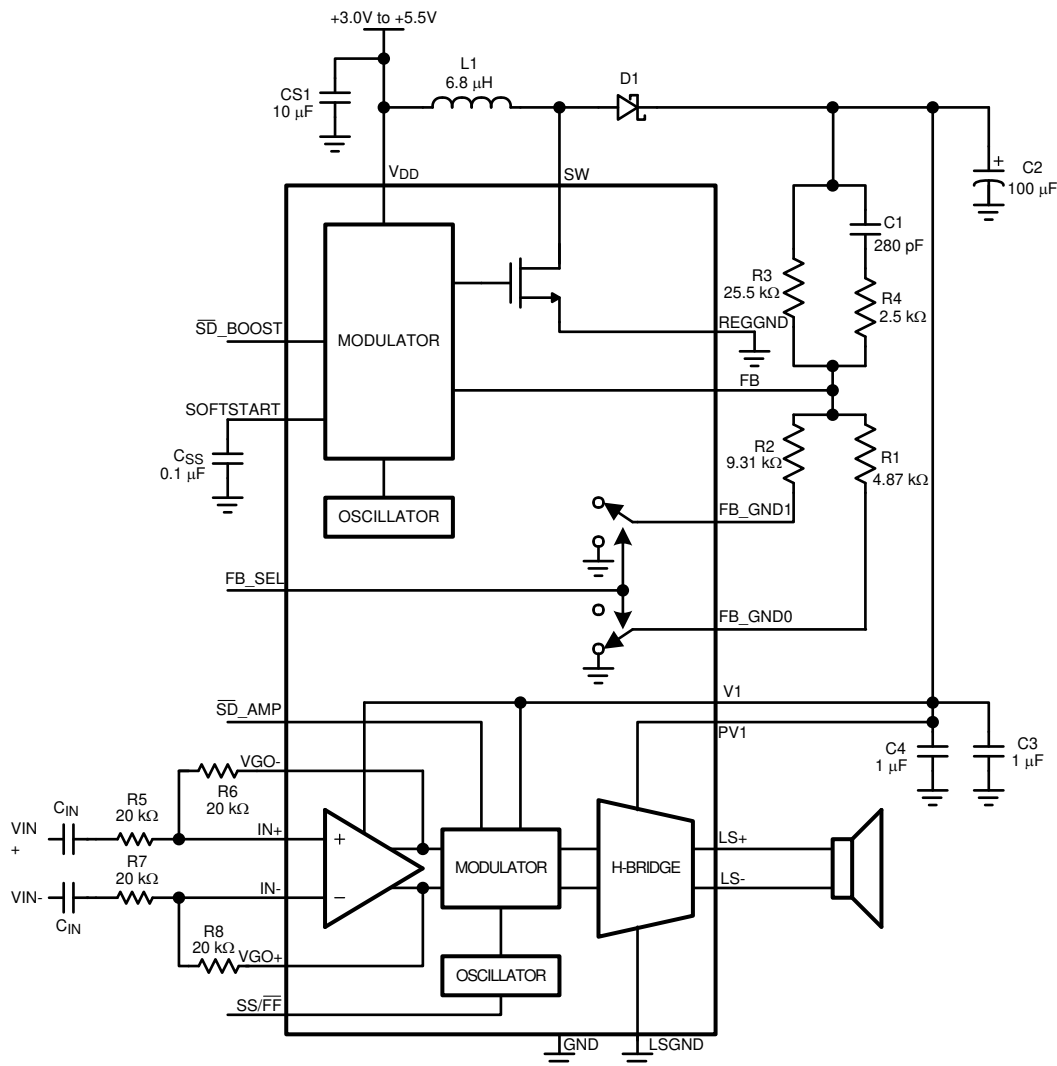 +3.0V to +5.5V
L1
6.8 μH
D1
CS1
10 μF
VDD
SW
+
C2
100 μF
C1
280 pF
R3
25.5 kΩ
R4
2.5 kΩ
REGGND
SD_BOOST
MODULATOR
FB
SOFTSTART
CSS
0.1 μF
R2
9.31 kΩ
R1
4.87 kΩ
OSCILLATOR
FB_GND1
FB_SEL
FB_GND0
SD_AMP
V1
PV1
C4
1 μF
C3
1 μF
VGO-
R6
20 kΩ
CIN
R5
20 kΩ
VIN
+
IN+
+
R7
20 kΩ
MODULATOR
H-BRIDGE
LS+
VIN-
CIN
IN-
−
LS-
R8
20 kΩ
VGO+
OSCILLATOR
SS/FF
GND
LSGND